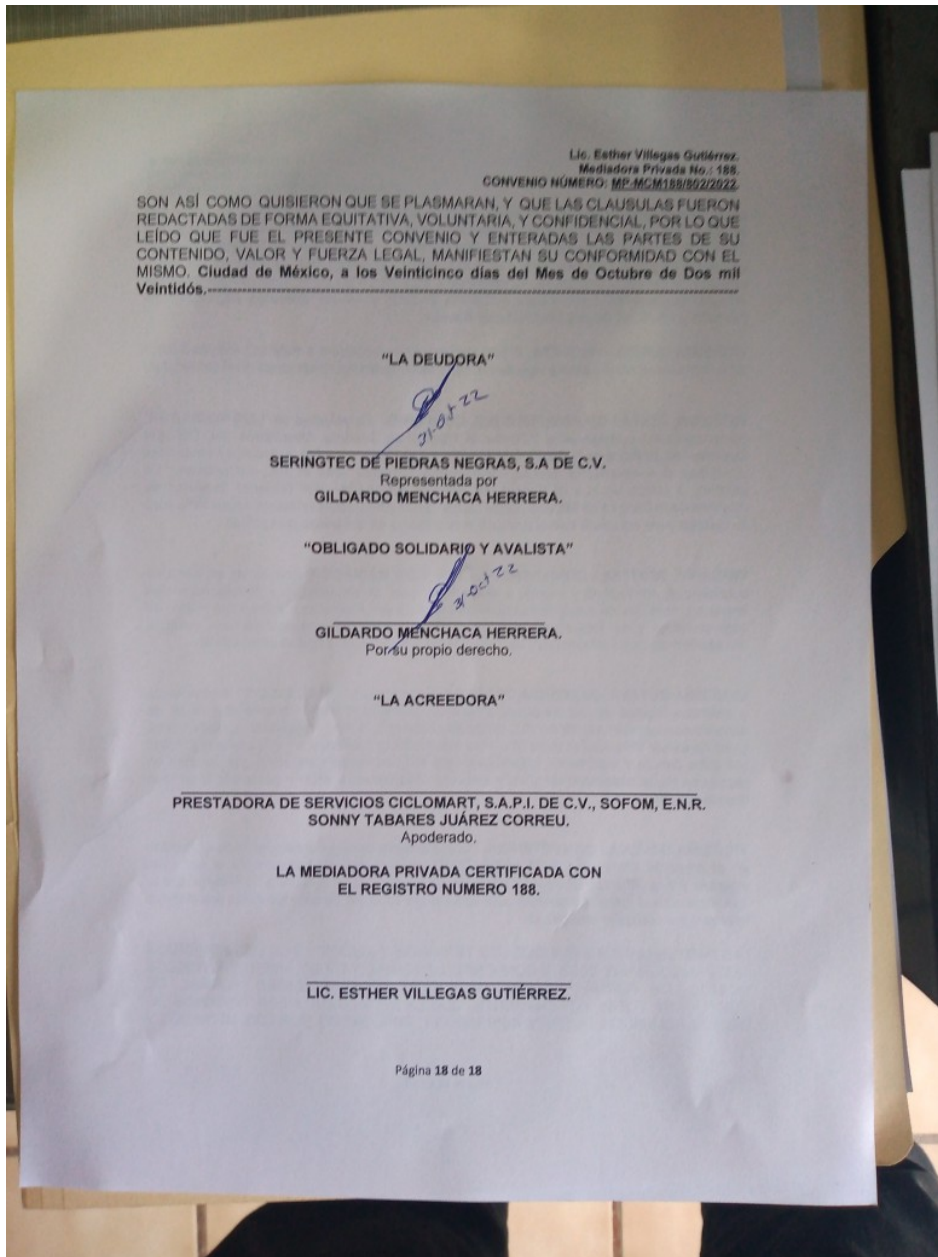 Lic. Esther Villegas Gutiérrez.
Mediadora Privada No.: 188.
CONVENIO NÚMERO: MP-MCM188/802/2022.
SON ASÍ COMO QUISIERON QUE SE PLASMARAN, Y QUE LAS CLAUSULAS FUERON
REDACTADAS DE FORMA EQUITATIVA, VOLUNTARIA, Y CONFIDENCIAL, POR LO QUE
LEÍDO QUE FUE EL PRESENTE CONVENIO Y ENTERADAS LAS PARTES DE SU
CONTENIDO, VALOR Y FUERZA LEGAL, MANIFIESTAN SU CONFORMIDAD CON EL
MISMO. Ciudad de México, a los Veinticinco días del Mes de Octubre de Dos mil
Veintidós.-----------------------------------------------------------------------------------------
"LA DEUDORA"
31-Oct 22
SERINGTEC DE PIEDRAS NEGRAS, S.A DE C.V.
Representada por
GILDARDO MENCHACA HERRERA.
"OBLIGADO SOLIDARIO Y AVALISTA"
31-Oct 22
GILDARDO MENCHACA HERRERA.
Por su propio derecho.
"LA ACREEDORA"
PRESTADORA DE SERVICIOS CICLOMART, S.A.P.I. DE C.V., SOFOM, E.N.R.
SONNY TABARES JUÁREZ CORREU.
Apoderado.
LA MEDIADORA PRIVADA CERTIFICADA CON
EL REGISTRO NUMERO 188.
LIC. ESTHER VILLEGAS GUTIÉRREZ.
Página 18 de 18